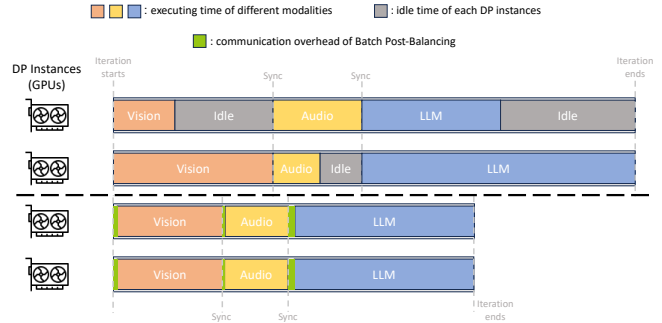 : executing time of different modalities
: idle time of each DP instances
: communication overhead of Batch Post-Balancing
DP Instances
(GPUs)
Iteration
starts
Sync
Sync
Iteration
ends
Vision
Idle
Audio
LLM
Idle
Vision
Audio
Idle
LLM
Vision
Audio
LLM
Vision
Audio
LLM
Sync
Sync
Iteration
ends